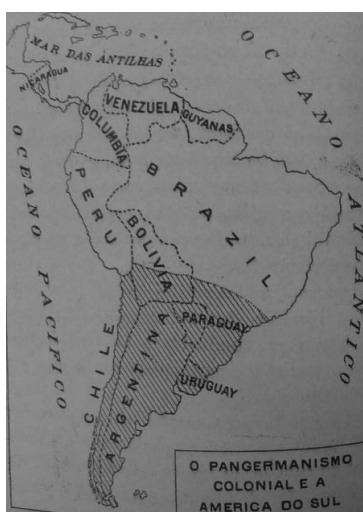 OCEANO ATLÂNTICO
MAR DAS ANTILHAS
NICARAGUA
VENEZUELA
GUYANAS
COLUMBIA
BRAZIL
PERU
BOLIVIA
OCEANO PACIFICO
PARAGUAY
CHILE
ARGENTINA
URUGUAY
O PANGERMANISMO
COLONIAL E A
AMERICA DO SUL